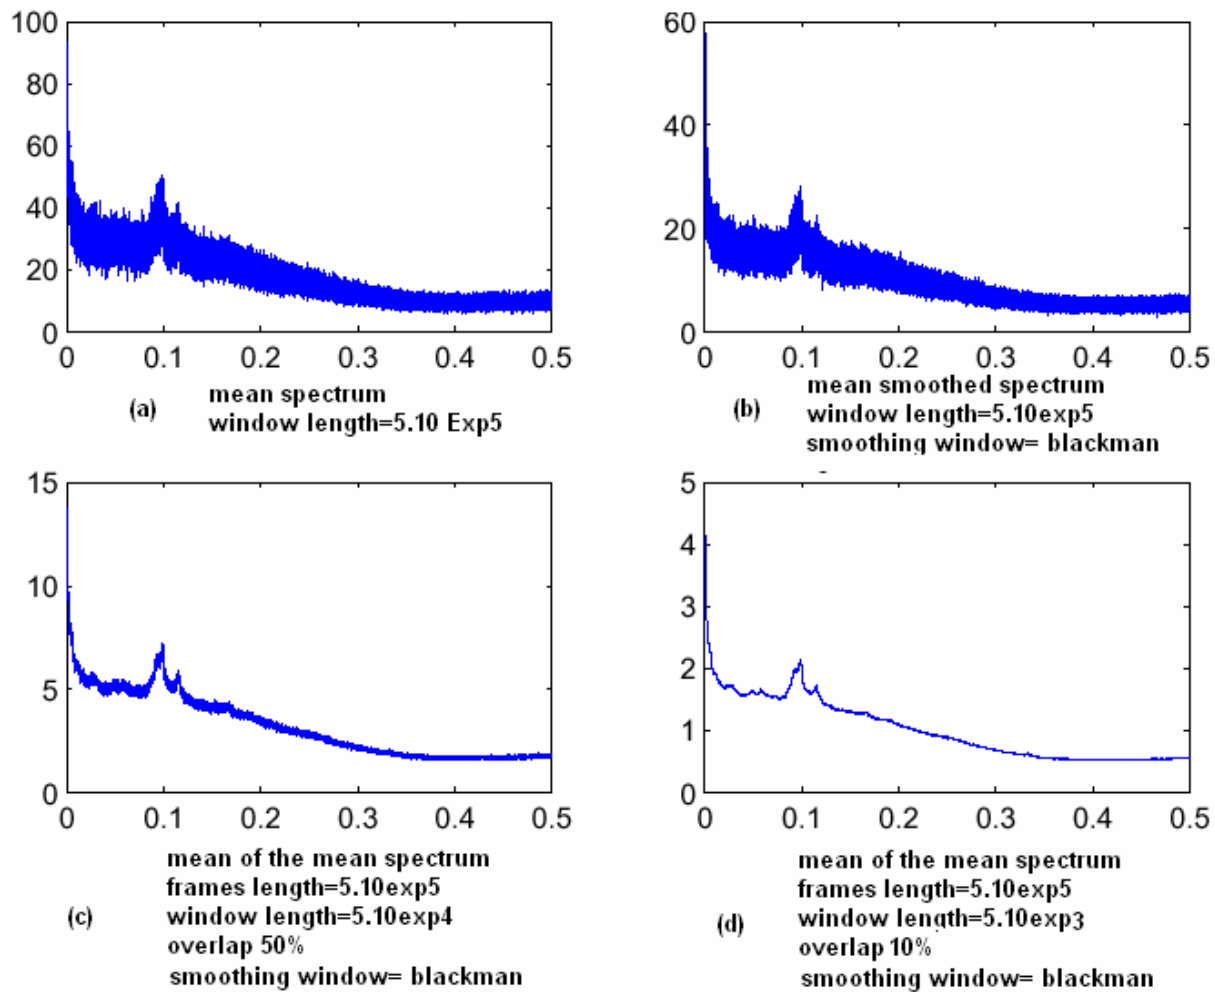 100
80
60
40
20
0
0 0.1 0.2 0.3 0.4 0.5
(a)
mean spectrum
window length=5.10 Exp5
60
40
20
0
0 0.1 0.2 0.3 0.4 0.5
(b)
mean smoothed spectrum
window length=5.10exp5
smoothing window= blackman
15
10
5
0
0 0.1 0.2 0.3 0.4 0.5
(c)
mean of the mean spectrum
frames length=5.10exp5
window length=5.10exp4
overlap 50%
smoothing window= blackman
5
4
3
2
1
0
0 0.1 0.2 0.3 0.4 0.5
(d)
mean of the mean spectrum
frames length=5.10exp5
window length=5.10exp3
overlap 10%
smoothing window= blackman